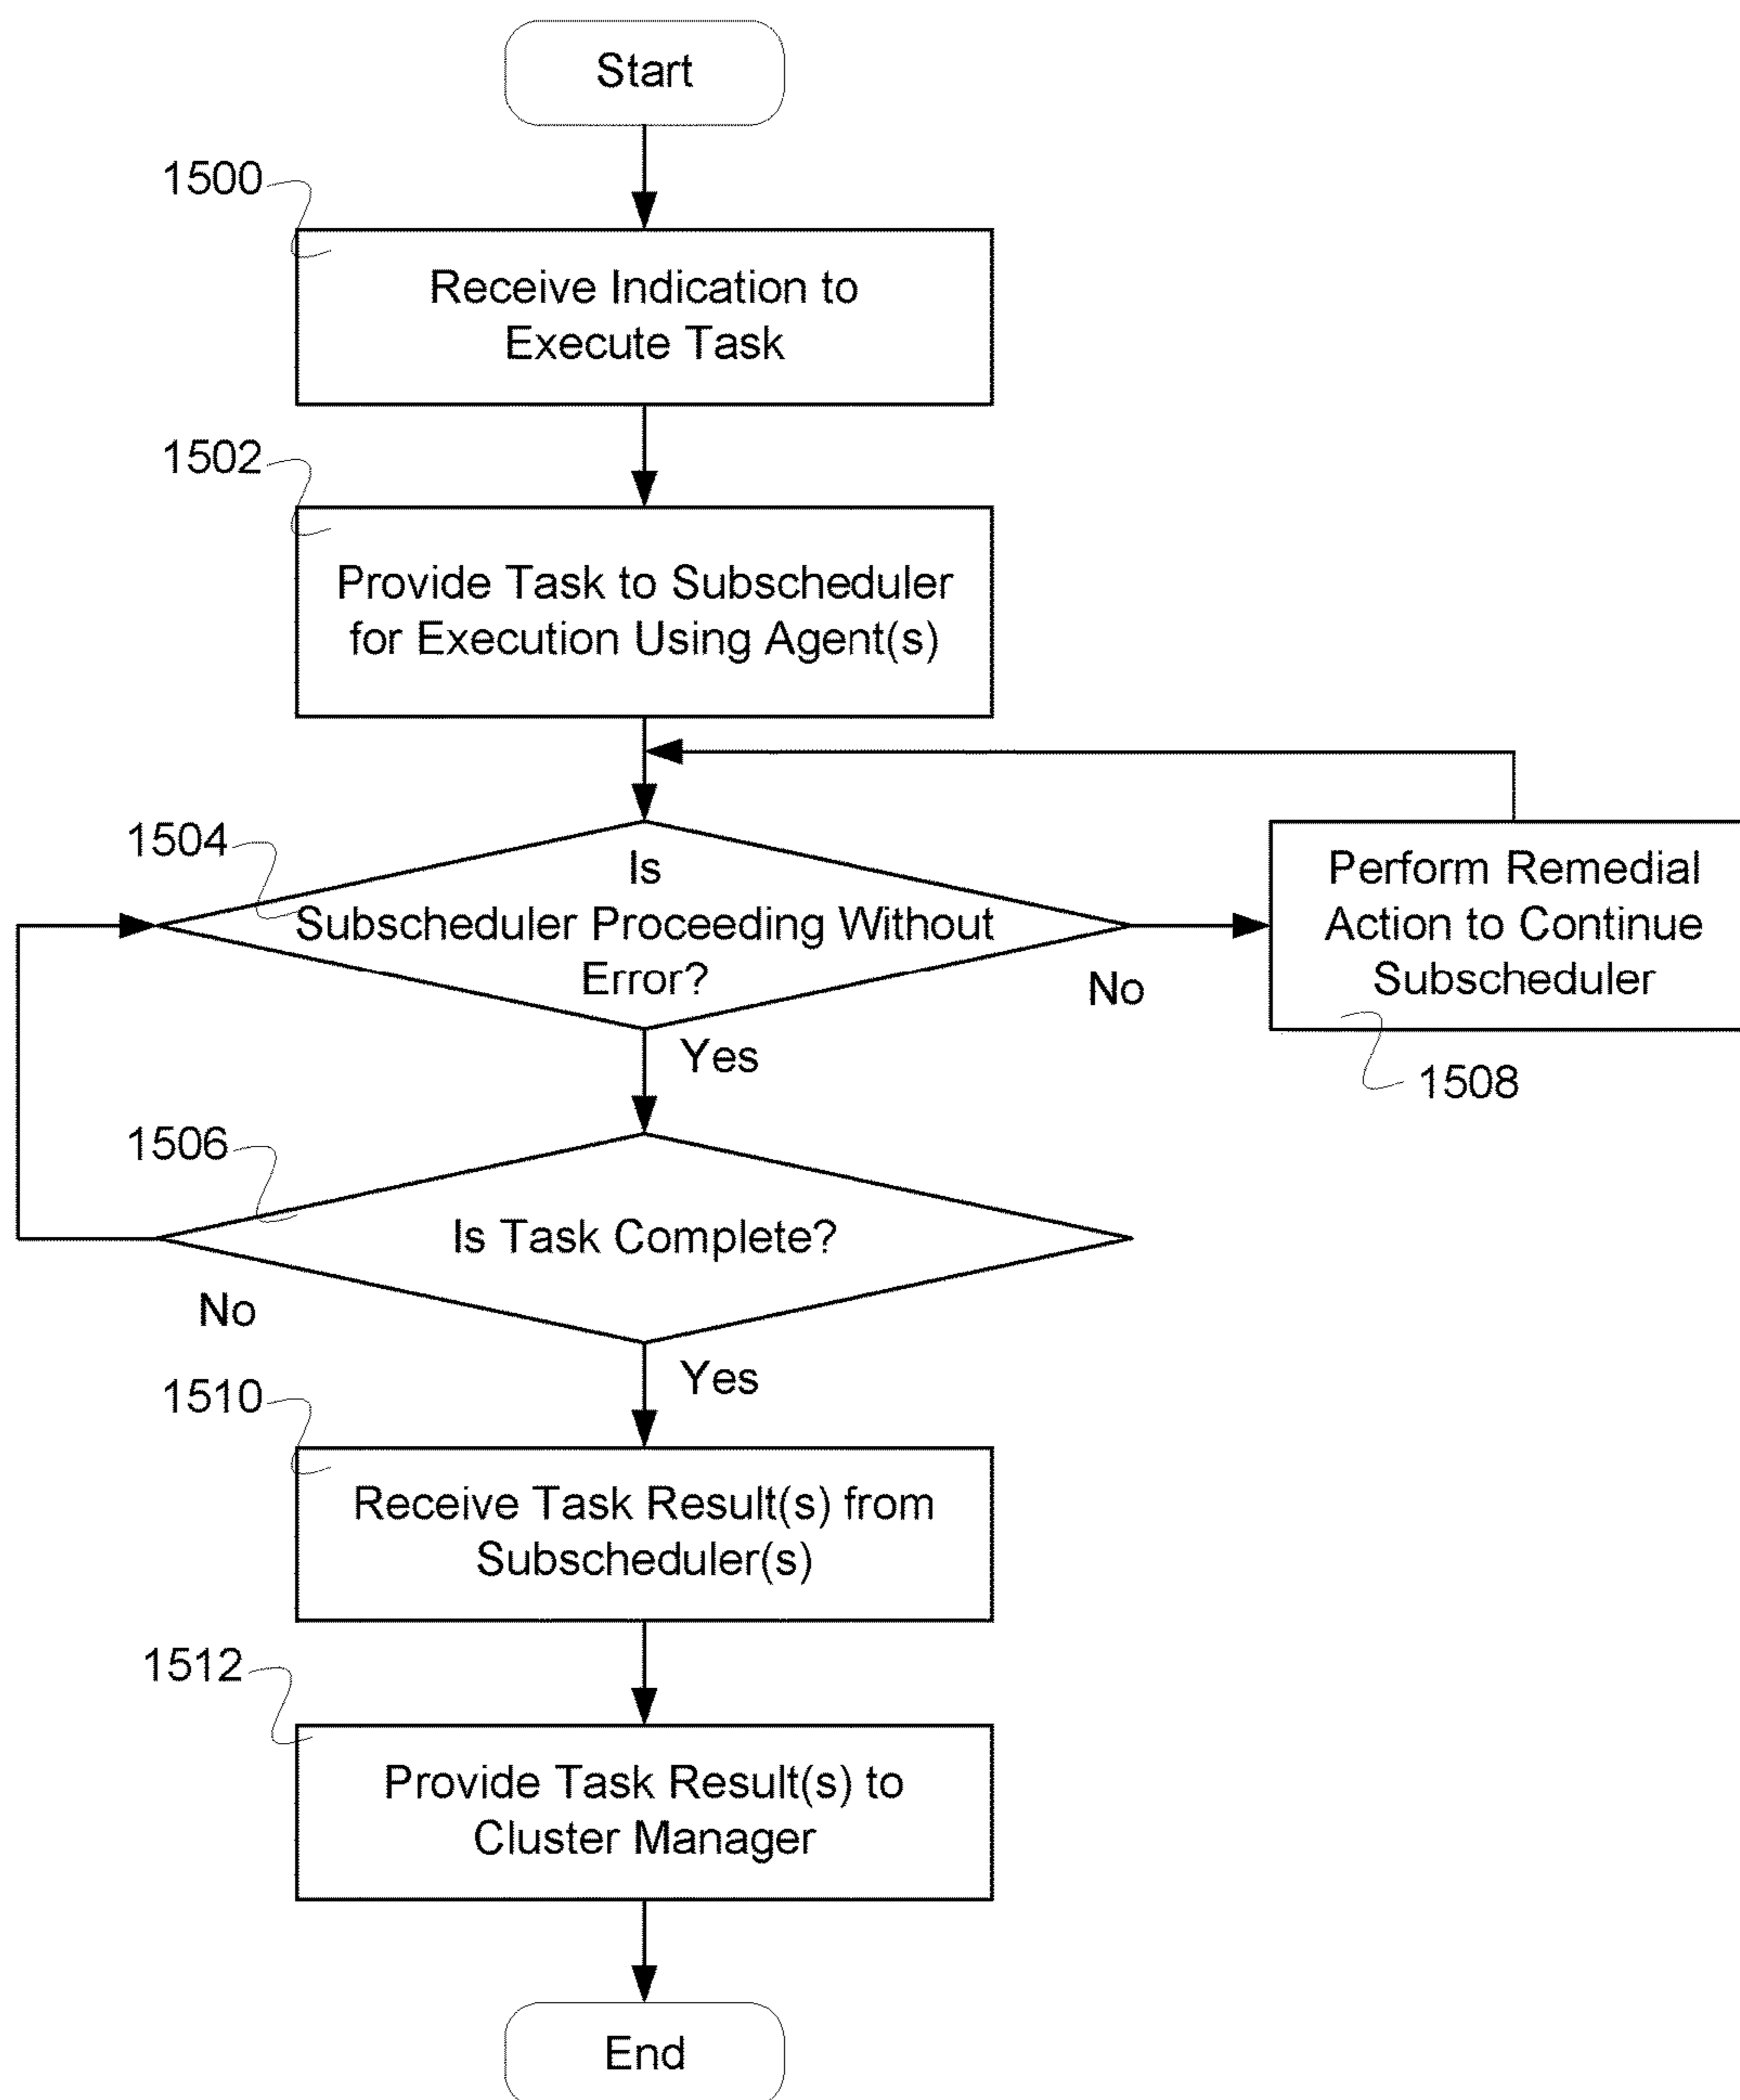 Start
1500
Receive Indication to
Execute Task
1502
Provide Task to Subscheduler
for Execution Using Agent(s)
1504
Is
Subscheduler Proceeding Without
Error?
No
Perform Remedial
Action to Continue
Subscheduler
1508
Yes
1506
Is Task Complete?
No
Yes
1510
Receive Task Result(s) from
Subscheduler(s)
1512
Provide Task Result(s) to
Cluster Manager
End